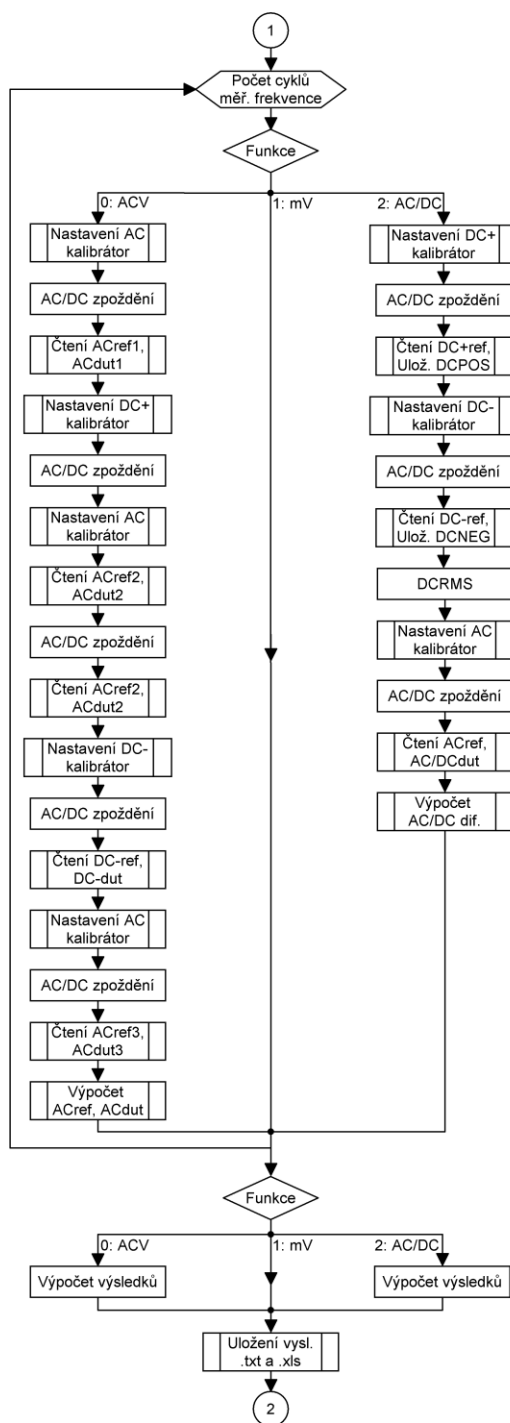 1
Počet cyklů
měř. frekvence
Funkce
0: ACV
1: mV
2: AC/DC
Nastavení AC
kalibrátor
AC/DC zpoždění
Čtení ACref1,
ACdut1
Nastavení DC+
kalibrátor
AC/DC zpoždění
Nastavení AC
kalibrátor
Čtení ACref2,
ACdut2
AC/DC zpoždění
Čtení ACref2,
ACdut2
Nastavení DC-
kalibrátor
AC/DC zpoždění
Čtení DC-ref,
DC-dut
Nastavení AC
kalibrátor
AC/DC zpoždění
Čtení ACref3,
ACdut3
Výpočet
ACref, ACdut
Nastavení DC+
kalibrátor
AC/DC zpoždění
Čtení DC+ref,
Ulož. DCPOS
Nastavení DC-
kalibrátor
AC/DC zpoždění
Čtení DC-ref,
Ulož. DCNEG
DCRMS
Nastavení AC
kalibrátor
AC/DC zpoždění
Čtení ACref,
AC/DCdut
Výpočet
AC/DC dif.
Funkce
0: ACV
1: mV
2: AC/DC
Výpočet výsledků
Výpočet výsledků
Uložení vysl.
.txt a .xls
2